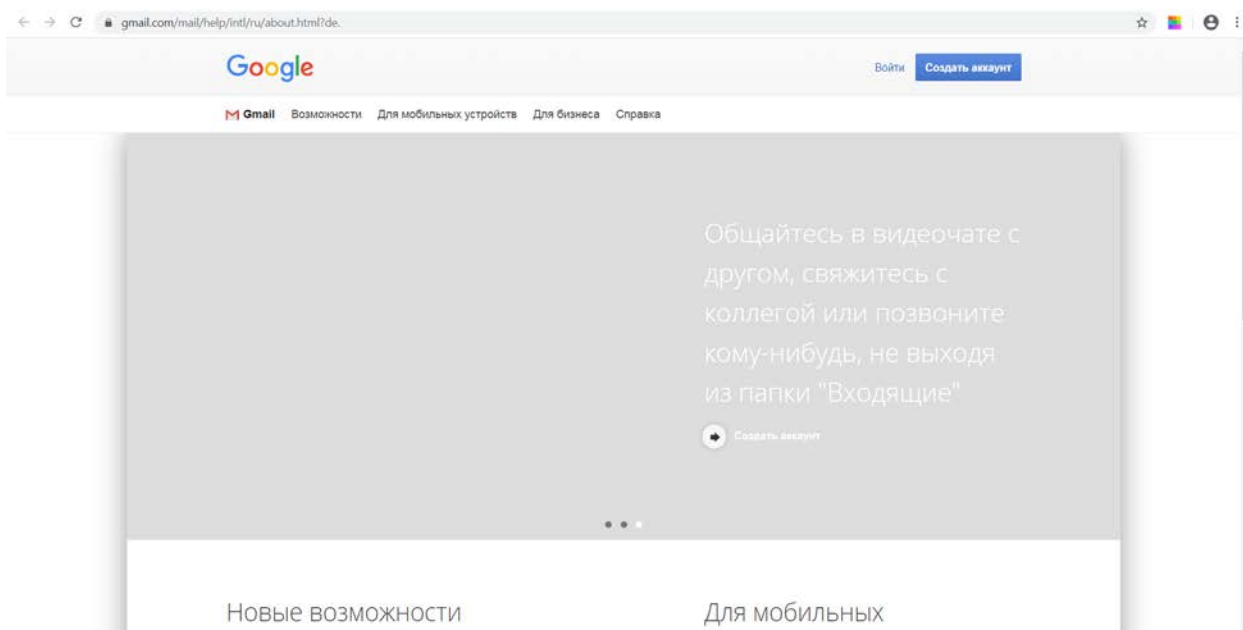 gmail.com/mail/help/intl/ru/about.html?de.
Google
Войти Создать аккаунт
Gmail Возможности Для мобильных устройств Для бизнеса Справка
Общайтесь в видеочате с
другом, свяжитесь с
коллегой или позвоните
кому-нибудь, не выходя
из папки "Входящие"
Создать аккаунт
Новые возможности Для мобильных